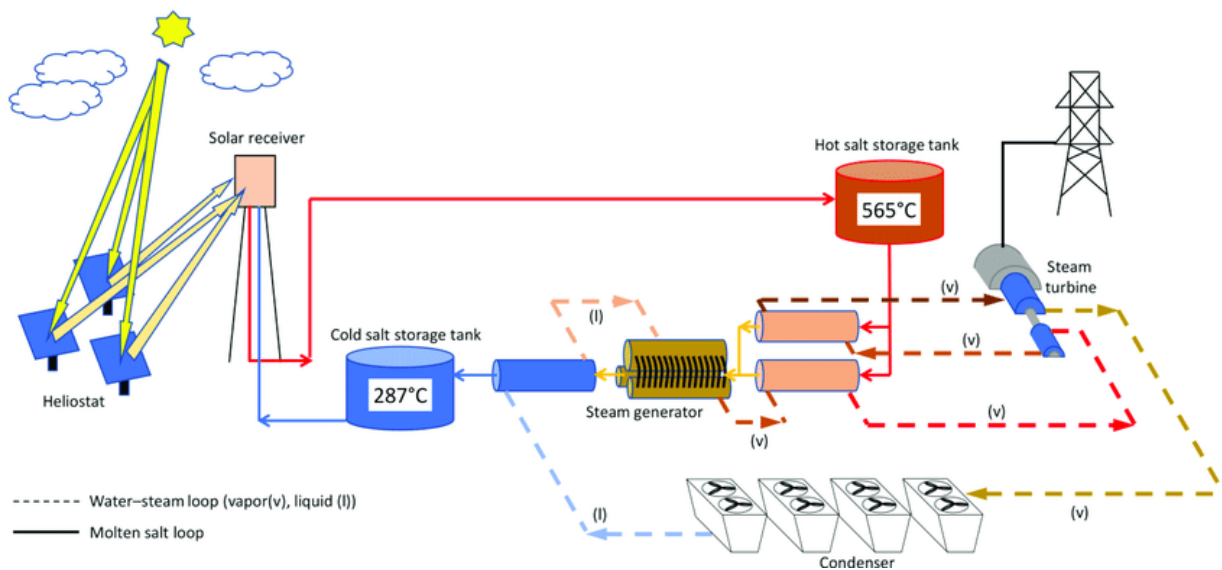 Solar receiver
Hot salt storage tank
565°C
Steam
turbine
(v)
(l)
(v)
Cold salt storage tank
287°C
Heliostat
Steam generator
(v)
(v)
Water–steam loop (vapor(v), liquid (l))
(l)
(v)
Molten salt loop
Condenser